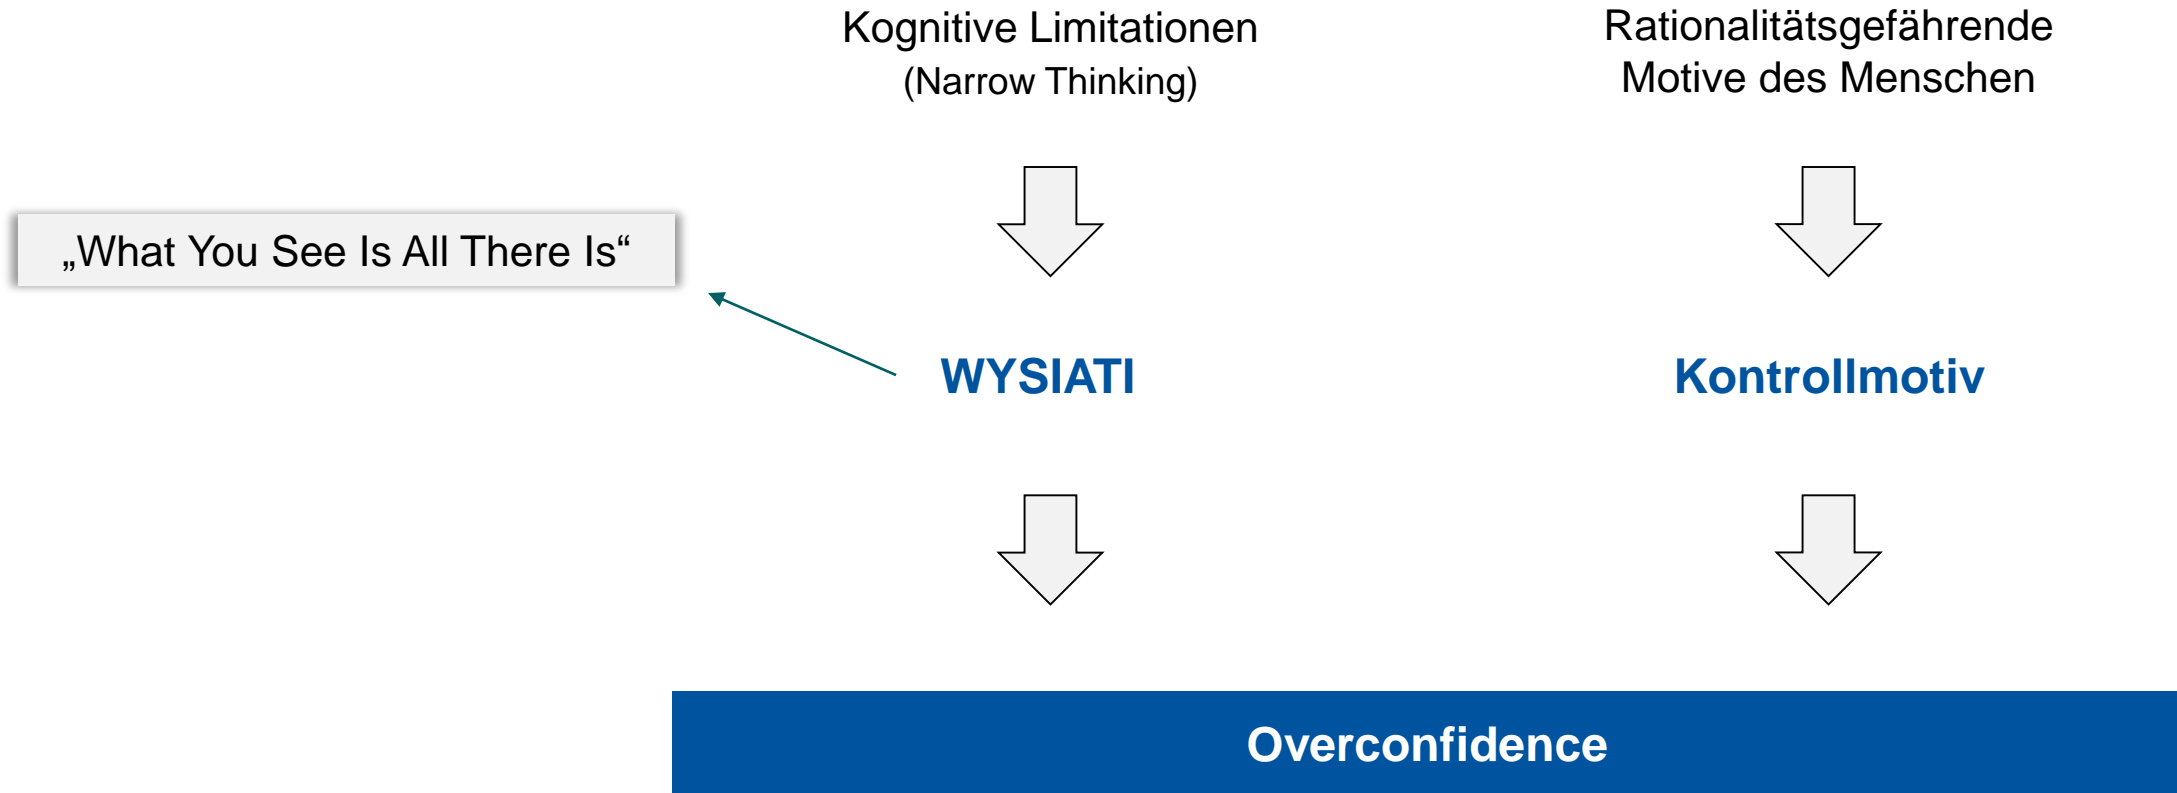 Kognitive Limitationen
(Narrow Thinking)
Rationalitätsgefährende
Motive des Menschen
„What You See Is All There Is“
WYSIATI
Kontrollmotiv
Overconfidence